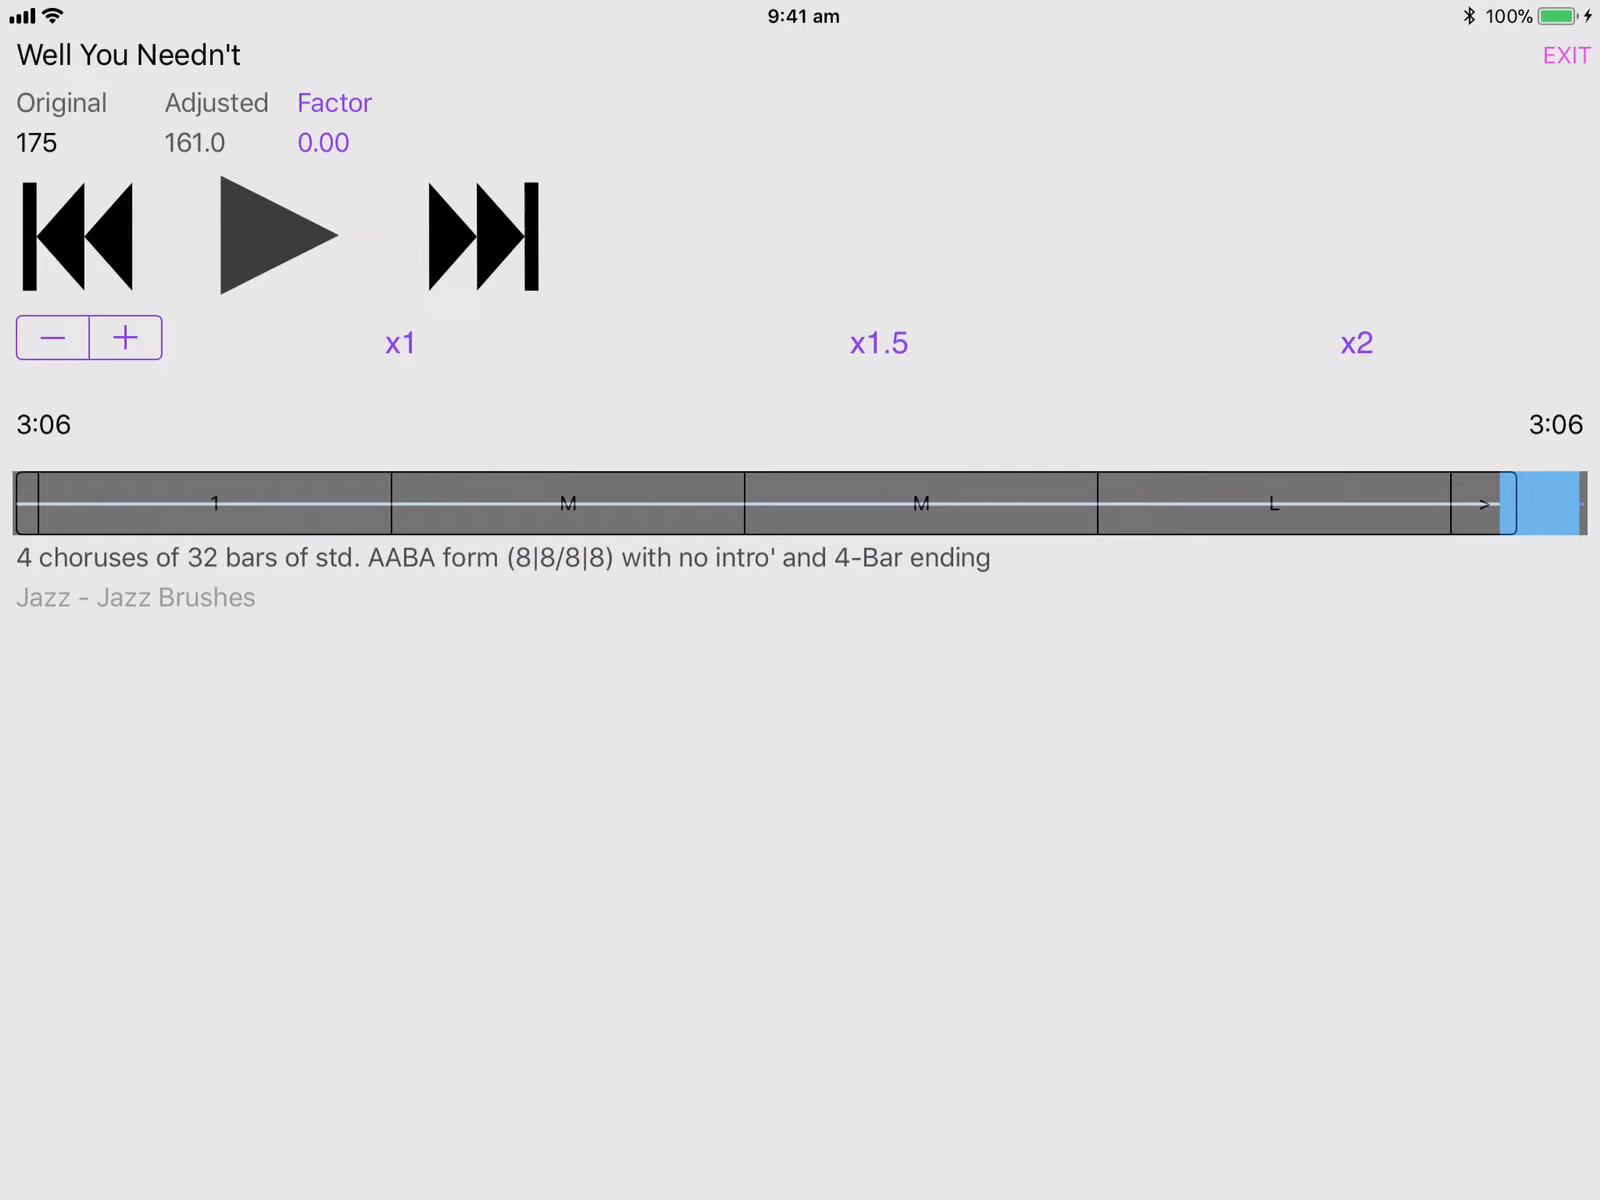 9:41 am
100%
Well You Needn't
EXIT
Original Adjusted Factor
175 161.0 0.00
x1 x1.5 x2
3:06 3:06
1 M M L >
4 choruses of 32 bars of std. AABA form (8|8/8|8) with no intro' and 4-Bar ending
Jazz - Jazz Brushes